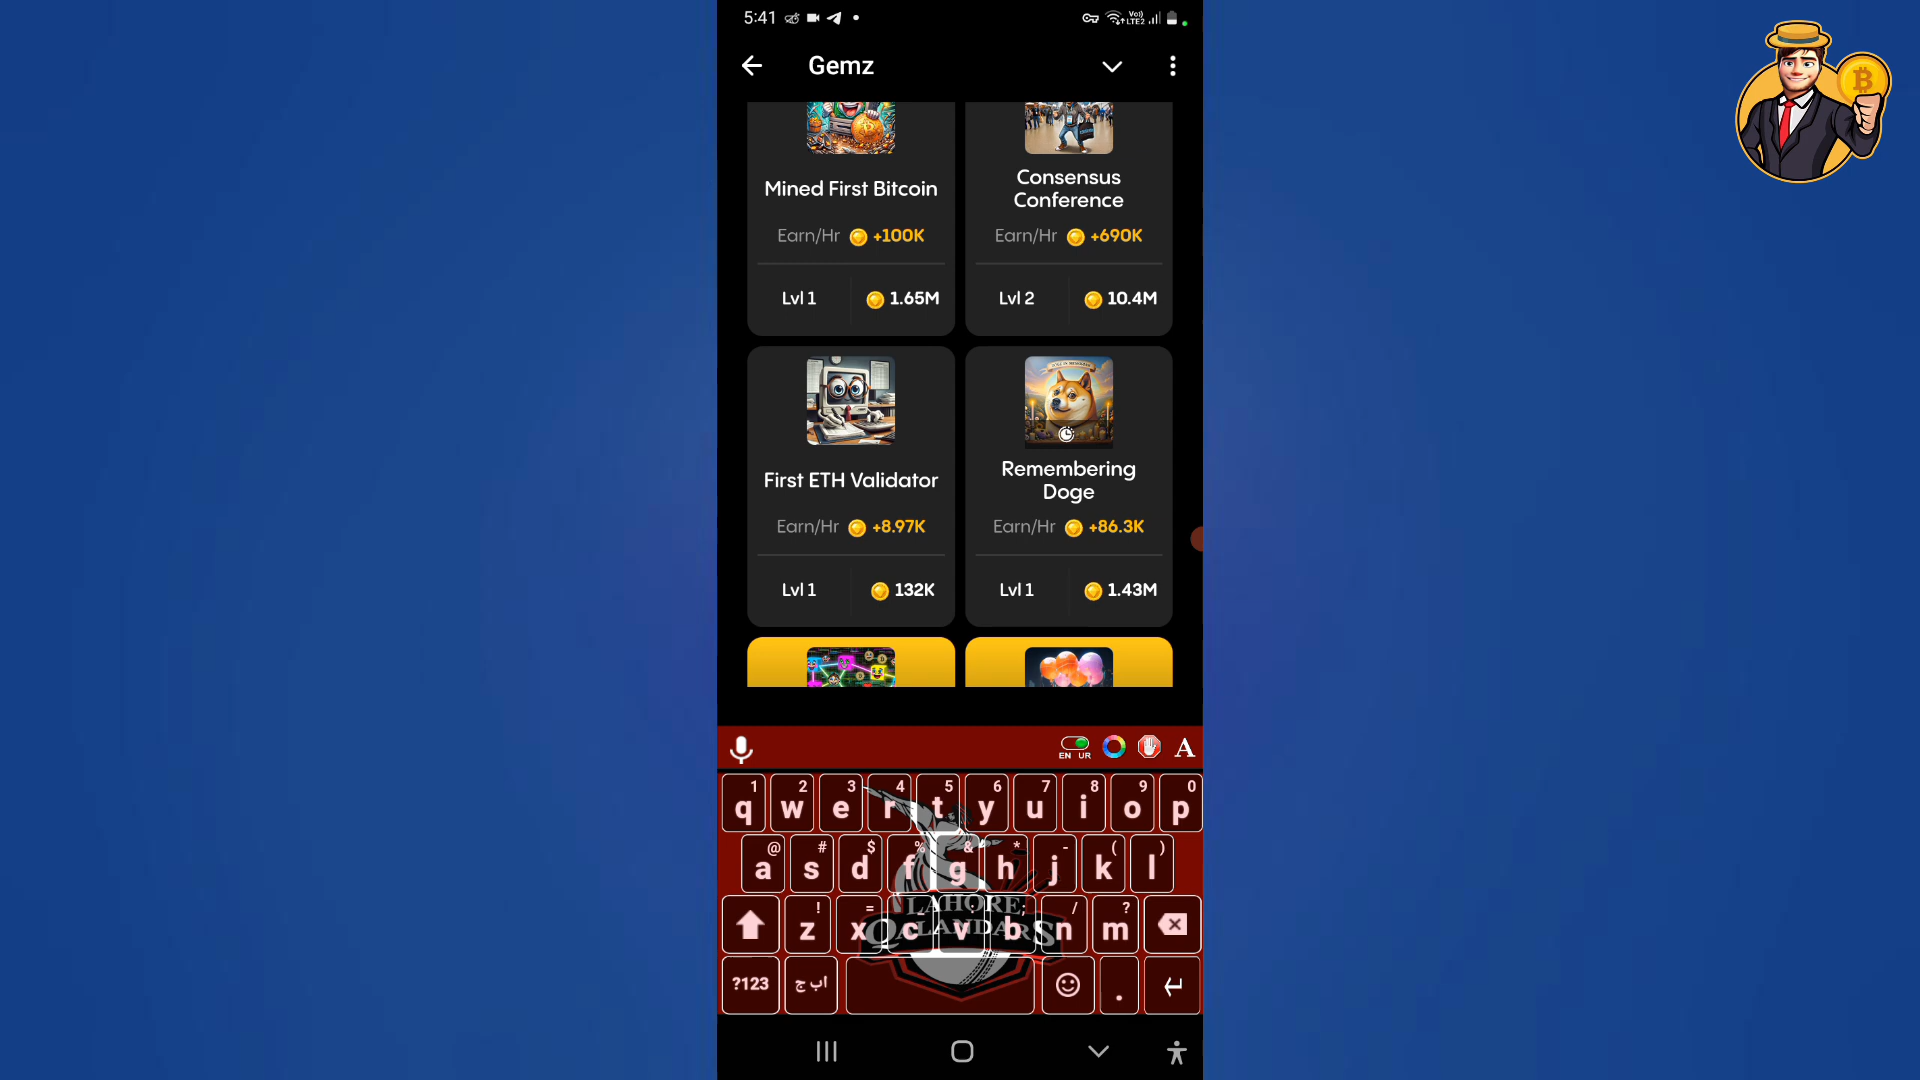 5:41
Vo)) LTE2
Gemz
Mined First Bitcoin
Consensus
Conference
Earn/Hr +100K
Earn/Hr +690K
Lvl 1 1.65M
Lvl 2 10.4M
First ETH Validator
Remembering
Doge
Earn/Hr +8.97K
Earn/Hr +86.3K
Lvl 1 132K
Lvl 1 1.43M
EN UR A
1 2 3 4 5 6 7 8 9 0
q w e r t y u i o p
@ # $ % & * - ( )
a s d f g h j k l
LAHORE
QALANDARS
! = _ : ; / ?
z x c v b n m
?123 اب ج .